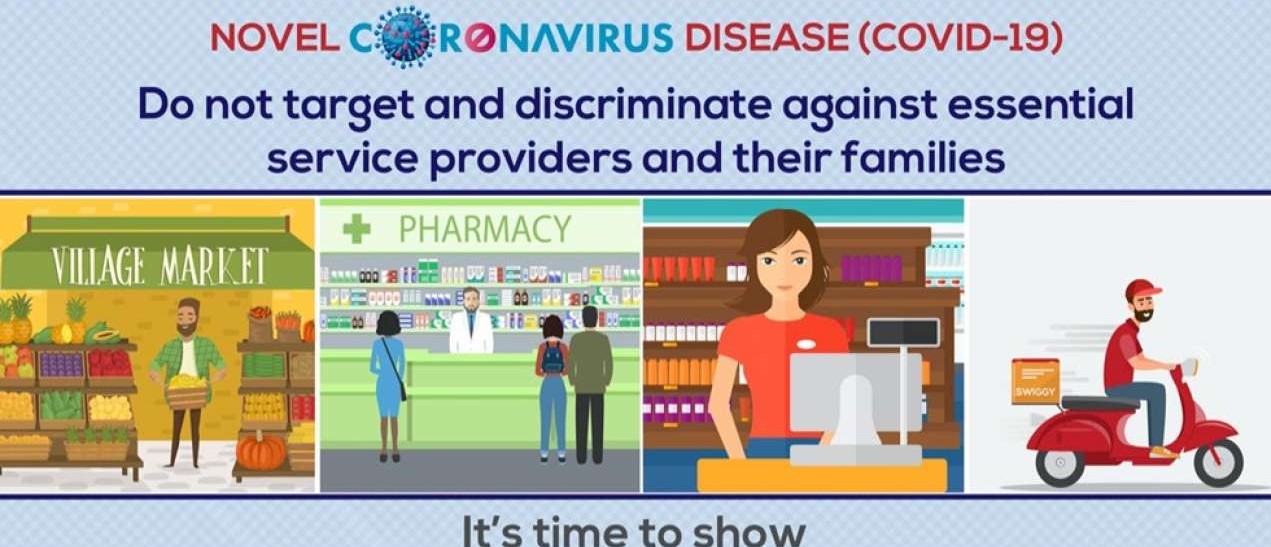 NOVEL CORONAVIRUS DISEASE (COVID-19)
Do not target and discriminate against essential
service providers and their families
VILLAGE MARKET
PHARMACY
SWIGGY
It's time to show